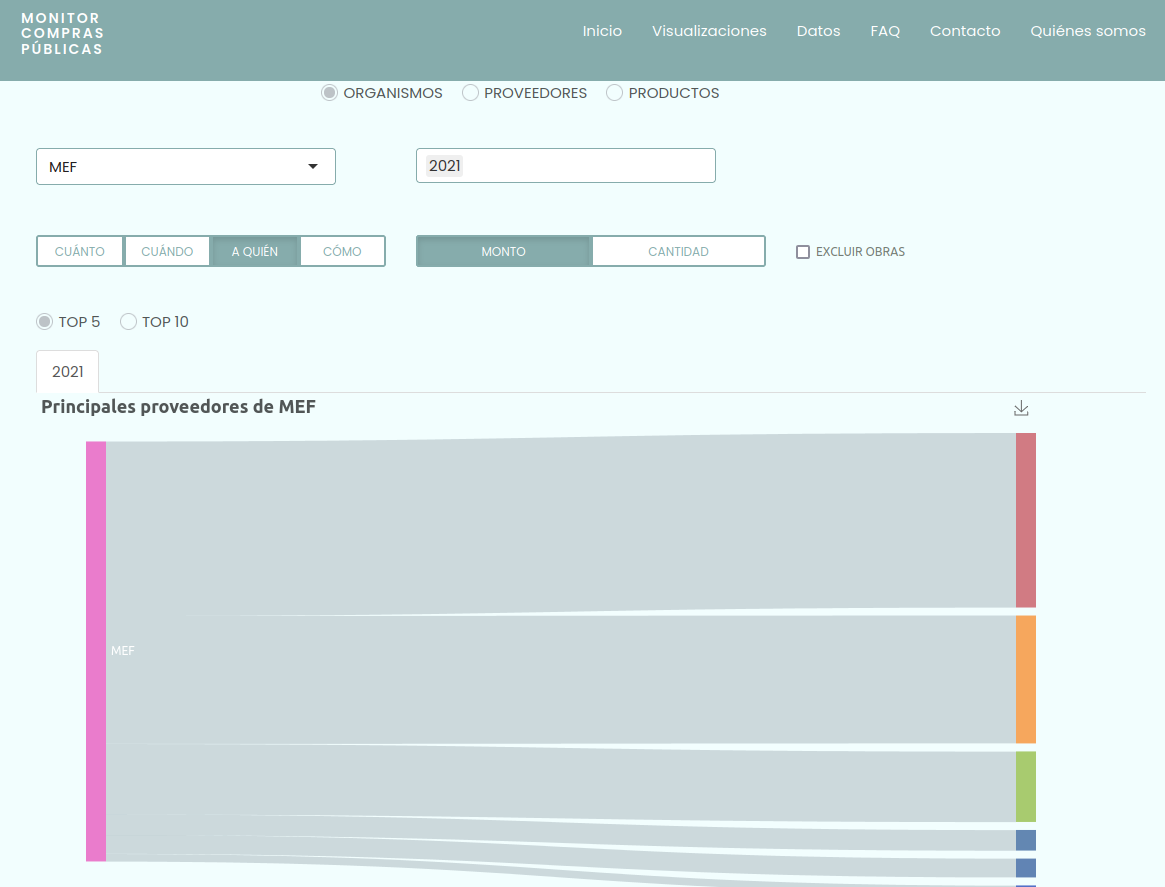 MONITOR
COMPRAS
PÚBLICAS
Inicio Visualizaciones Datos FAQ Contacto Quiénes somos
ORGANISMOS PROVEEDORES PRODUCTOS
MEF 2021
CUÁNTO CUÁNDO A QUIÉN CÓMO MONTO CANTIDAD EXCLUIR OBRAS
TOP 5 TOP 10
2021
Principales proveedores de MEF
MEF